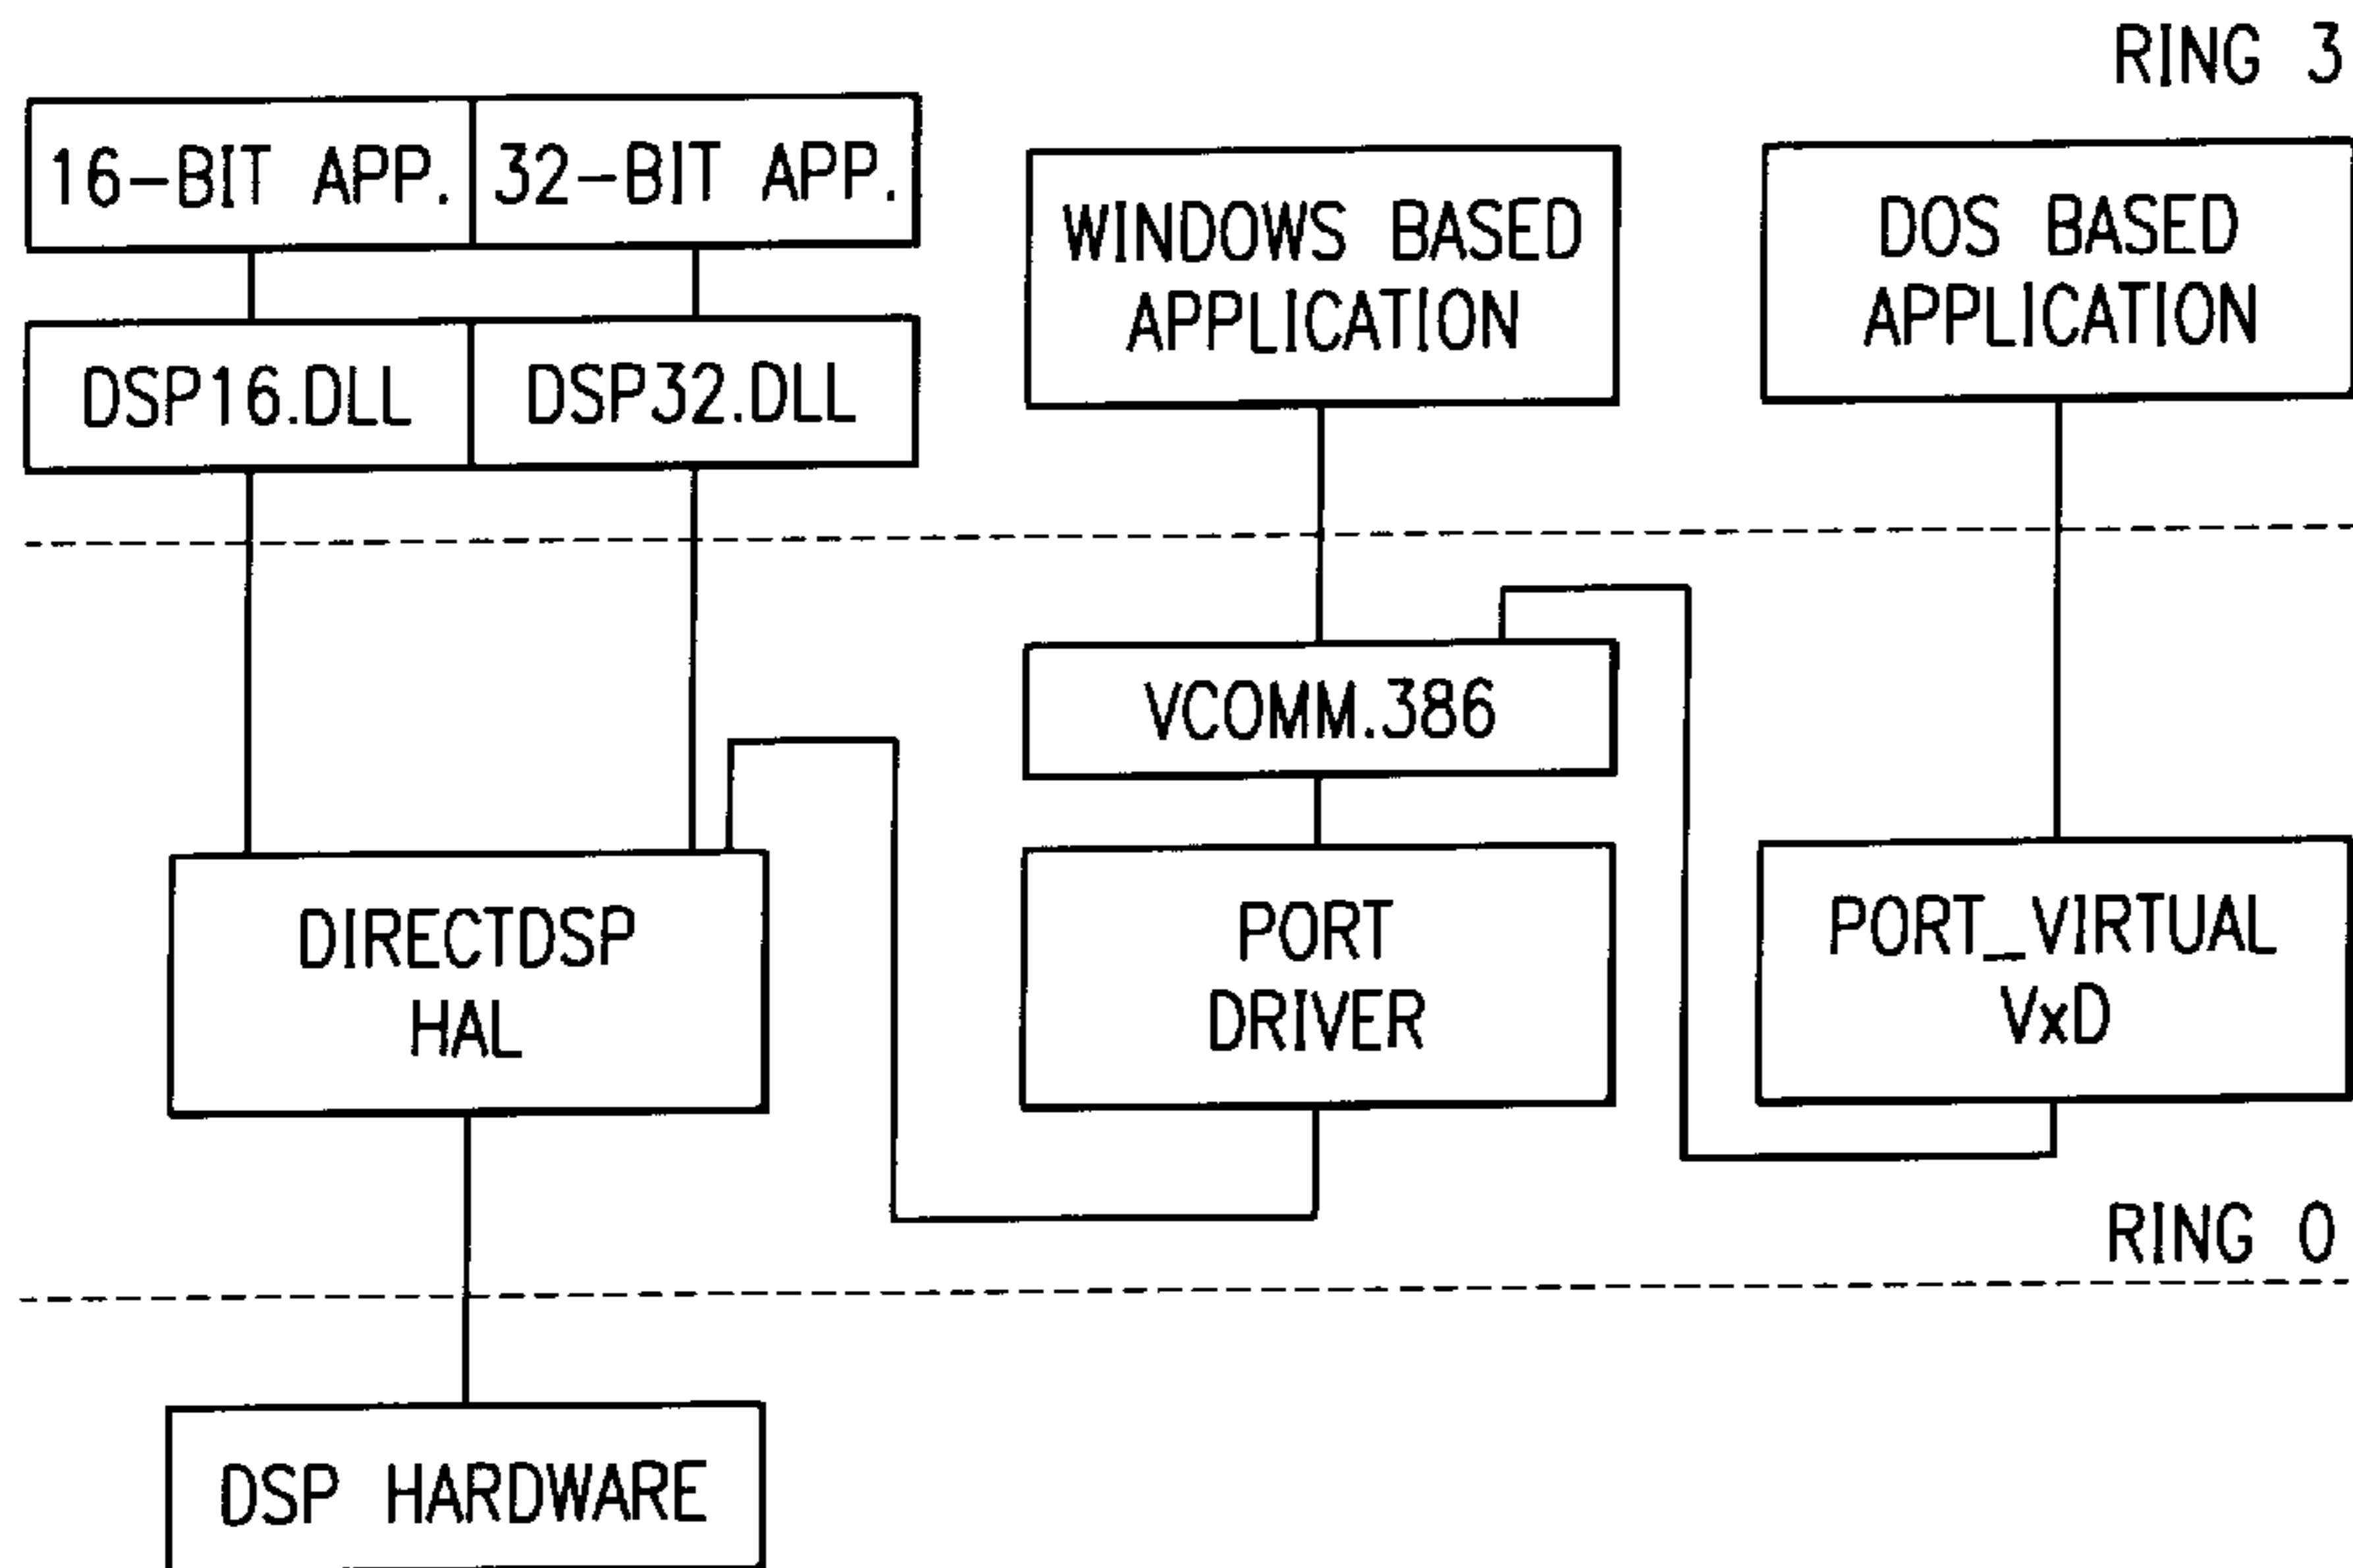 RING 3
16-BIT APP.
32-BIT APP.
WINDOWS BASED
APPLICATION
DOS BASED
APPLICATION
DSP16.DLL
DSP32.DLL
VCOMM.386
DIRECTDSP
HAL
PORT
DRIVER
PORT_VIRTUAL
VxD
RING 0
DSP HARDWARE